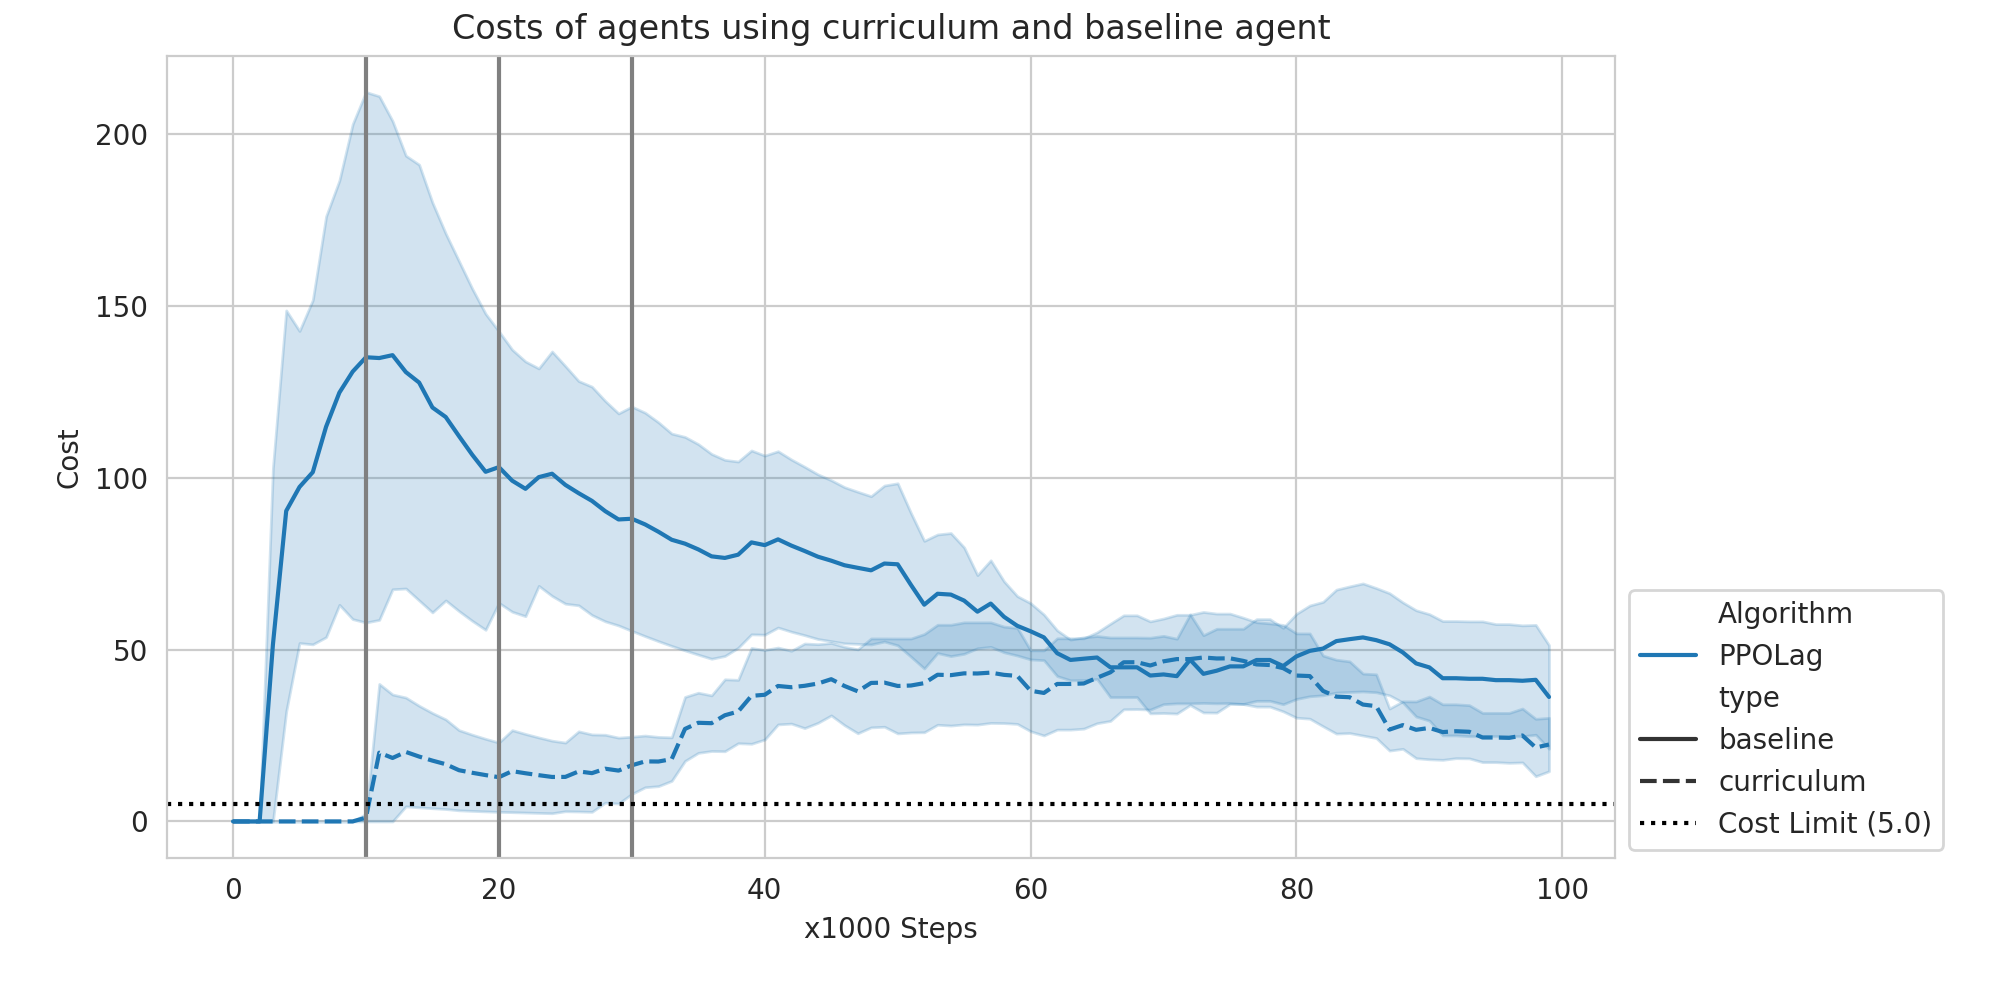 Costs of agents using curriculum and baseline agent
200
150
100
50
0
Cost
0 20 40 60 80 100
x1000 Steps
Algorithm
PPOLag
type
baseline
curriculum
Cost Limit (5.0)